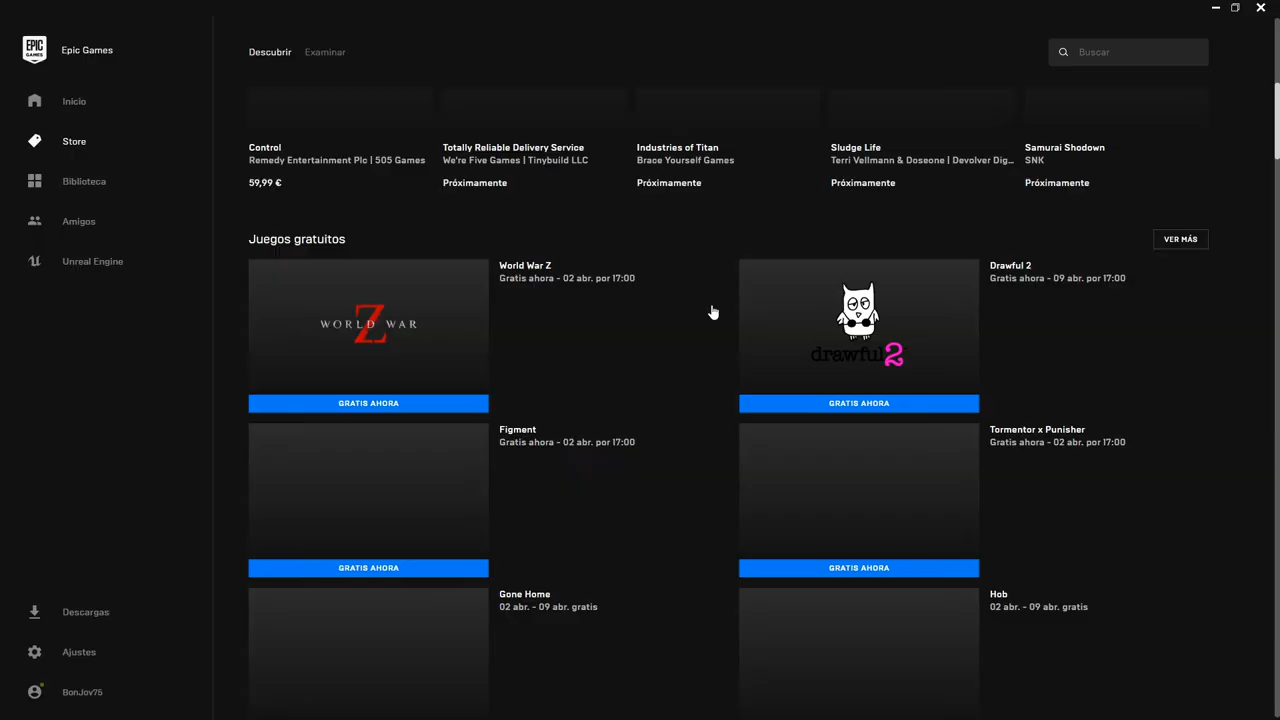 EPIC GAMES
Epic Games
Inicio
Store
Biblioteca
Amigos
Unreal Engine
Descargas
Ajustes
BonJov75
Descubrir
Examinar
Buscar
Control
Remedy Entertainment Plc | 505 Games
59,99 €
Totally Reliable Delivery Service
We're Five Games | Tinybuild LLC
Próximamente
Industries of Titan
Brace Yourself Games
Próximamente
Sludge Life
Terri Vellmann & Doseone | Devolver Dig...
Próximamente
Samurai Shodown
SNK
Próximamente
Juegos gratuitos
VER MÁS
WORLD WAR Z
GRATIS AHORA
World War Z
Gratis ahora - 02 abr. por 17:00
drawful 2
GRATIS AHORA
Drawful 2
Gratis ahora - 09 abr. por 17:00
GRATIS AHORA
Figment
Gratis ahora - 02 abr. por 17:00
GRATIS AHORA
Tormentor x Punisher
Gratis ahora - 02 abr. por 17:00
Gone Home
02 abr. - 09 abr. gratis
Hob
02 abr. - 09 abr. gratis